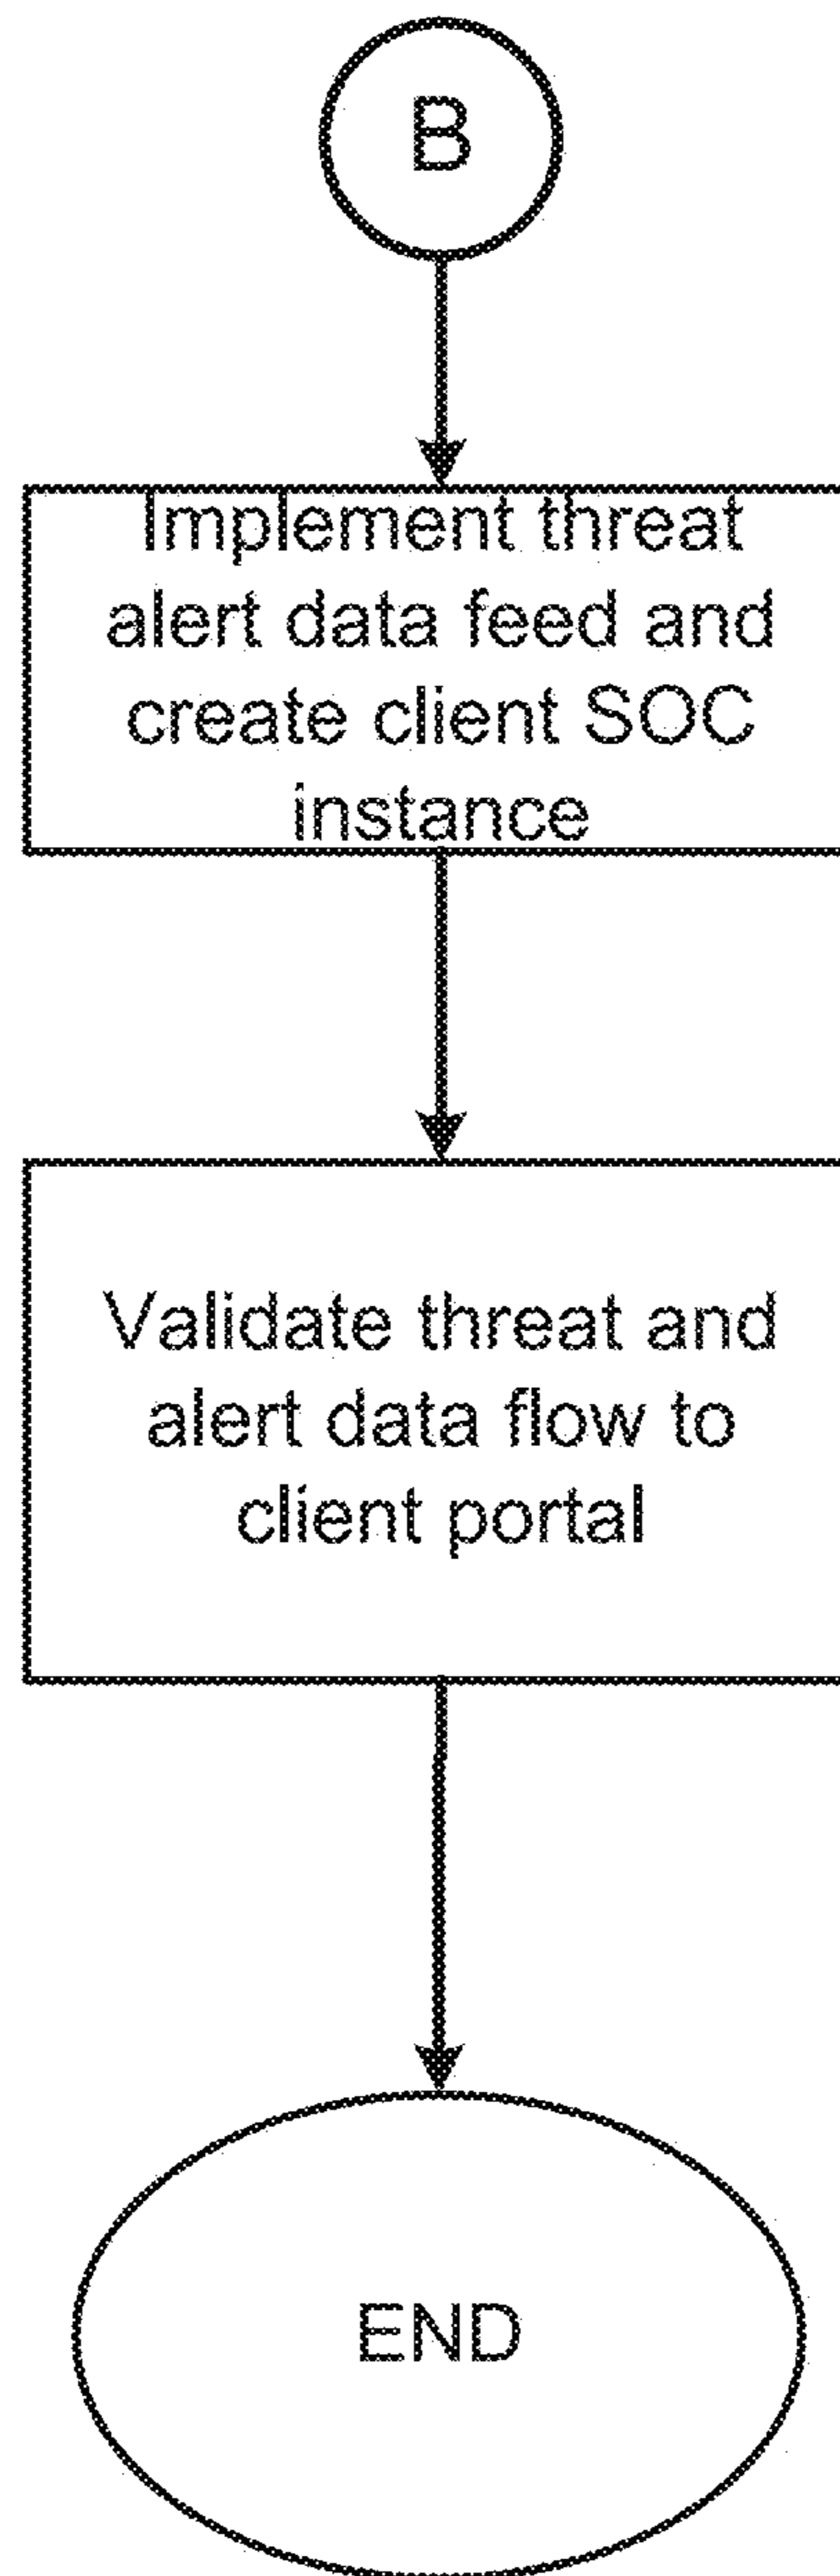 B
Implement threat
alert data feed and
create client SOC
instance
Validate threat and
alert data flow to
client portal
END